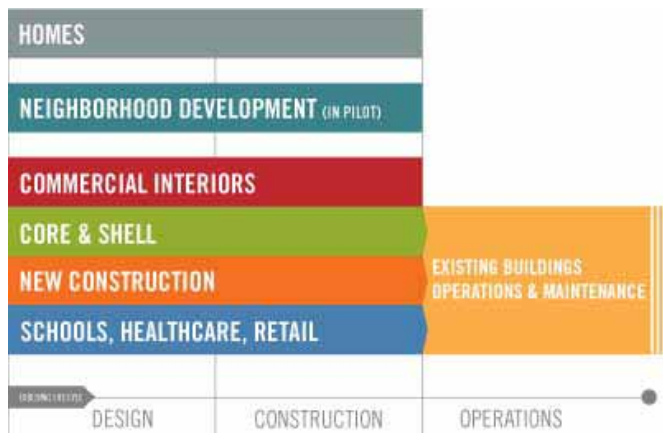 HOMES
NEIGHBORHOOD DEVELOPMENT (IN PILOT)
COMMERCIAL INTERIORS
CORE & SHELL
NEW CONSTRUCTION
SCHOOLS, HEALTHCARE, RETAIL
EXISTING BUILDINGS
OPERATIONS & MAINTENANCE
DESIGN
CONSTRUCTION
OPERATIONS